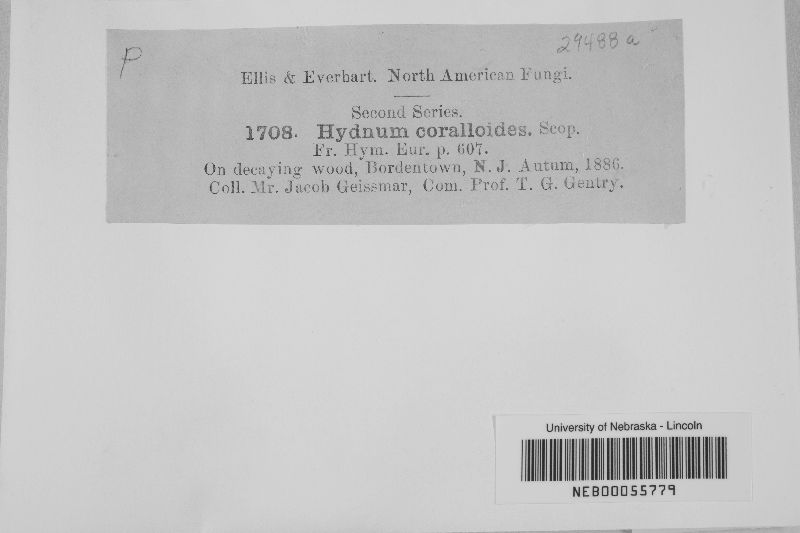 P
29488 a
Ellis & Everhart. North American Fungi.
Second Series.
1708. Hydnum coralloides. Scop.
Fr. Hym. Eur. p. 607.
On decaying wood, Bordentown, N. J. Autum, 1886.
Coll. Mr. Jacob Geissmar, Com. Prof. T. G. Gentry.
University of Nebraska - Lincoln
NEB00055779